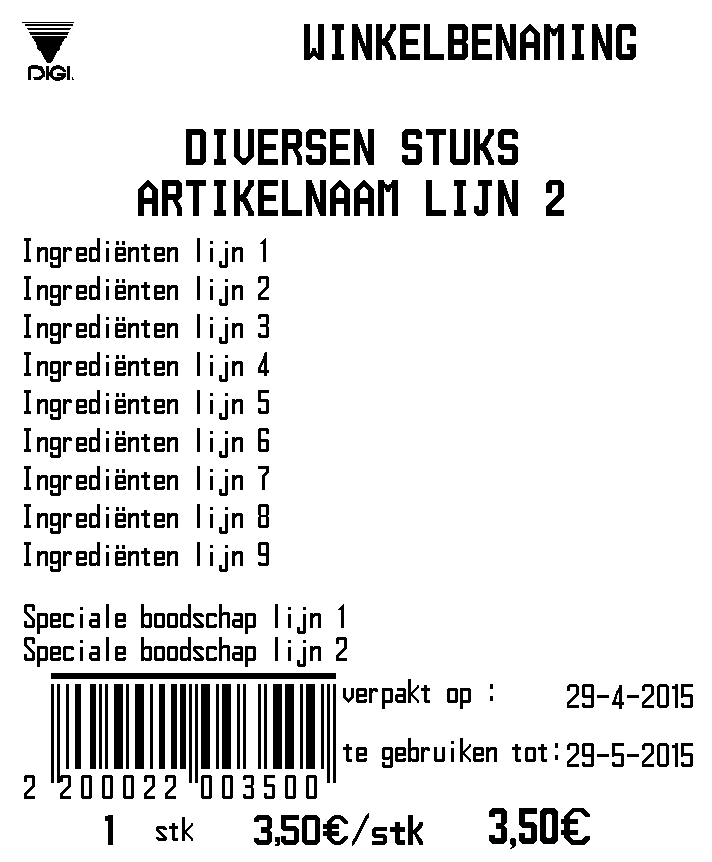 DIGI.
WINKELBENAMING
DIVERSEN STUKS
ARTIKELNAAM LIJN 2
Ingrediënten lijn 1
Ingrediënten lijn 2
Ingrediënten lijn 3
Ingrediënten lijn 4
Ingrediënten lijn 5
Ingrediënten lijn 6
Ingrediënten lijn 7
Ingrediënten lijn 8
Ingrediënten lijn 9
Speciale boodschap lijn 1
Speciale boodschap lijn 2
verpakt op : 29-4-2015
te gebruiken tot: 29-5-2015
2 200022 003500
1 stk 3,50€/stk 3,50€